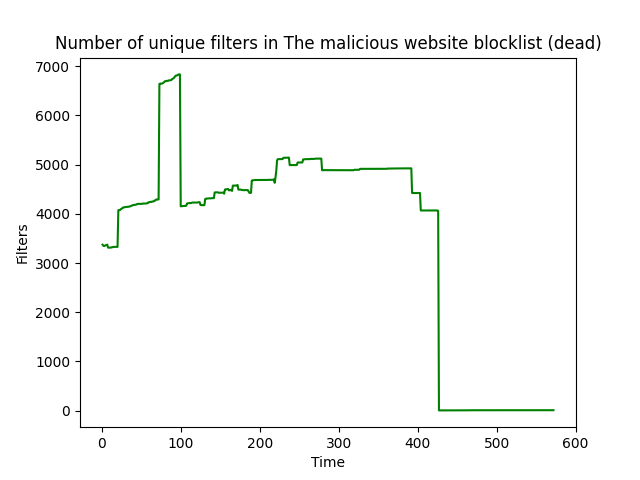 Number of unique filters in The malicious website blocklist (dead)
7000
6000
5000
4000
3000
2000
1000
0
Filters
0 100 200 300 400 500 600
Time